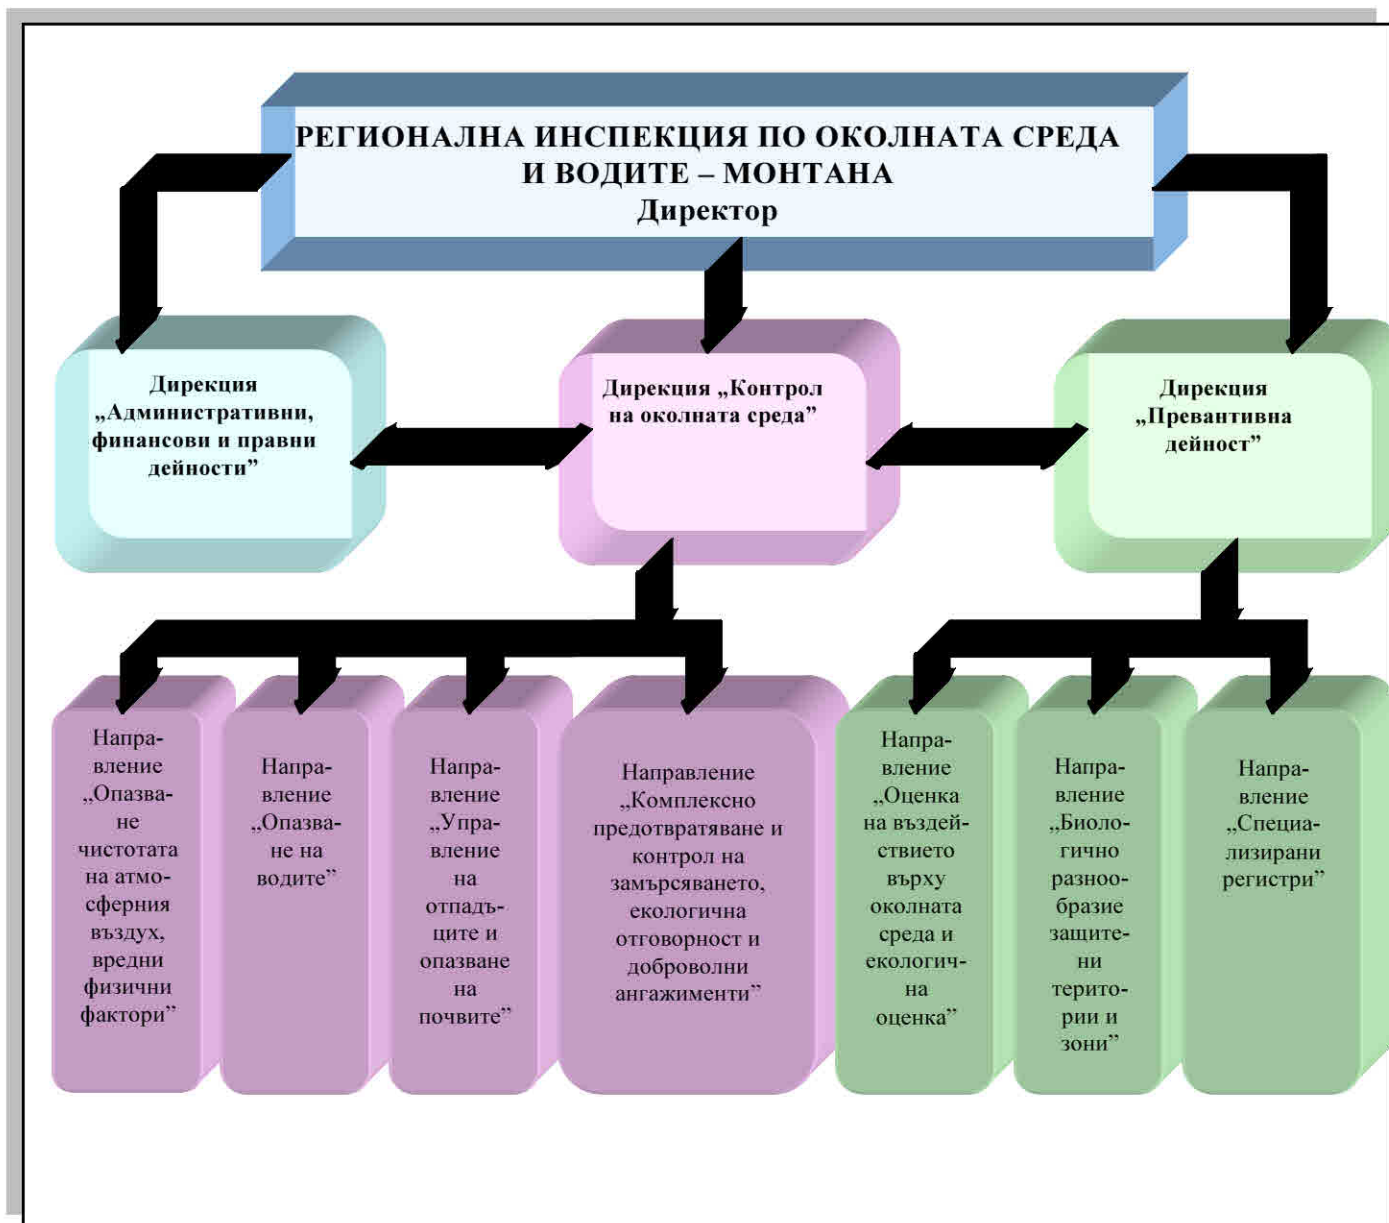 РЕГИОНАЛНА ИНСПЕКЦИЯ ПО ОКОЛНАТА СРЕДА
И ВОДИТЕ – МОНТАНА
Директор
Дирекция
„Административни,
финансови и правни
дейности”
Дирекция „Контрол
на околната среда”
Дирекция
„Превантивна
дейност”
Напра-
вление
„Опазва-
не
чистотата
на атмо-
сферния
въздух,
вредни
физични
фактори”
Напра-
вление
„Опазва-
не на
водите”
Напра-
вление
„Упра-
вление
на
отпадъ-
ците и
опазване
на
почвите”
Направление
„Комплексно
предотвратяване и
контрол на
замърсяването,
екологична
отговорност и
доброволни
ангажименти”
Напра-
вление
„Оценка
на въздей-
ствието
върху
околната
среда и
екологич-
на
оценка”
Напра-
вление
„Биоло-
гично
разноо-
бразие
защите-
ни
терито-
рии и
зони”
Напра-
вление
„Специа-
лизирани
регистри”